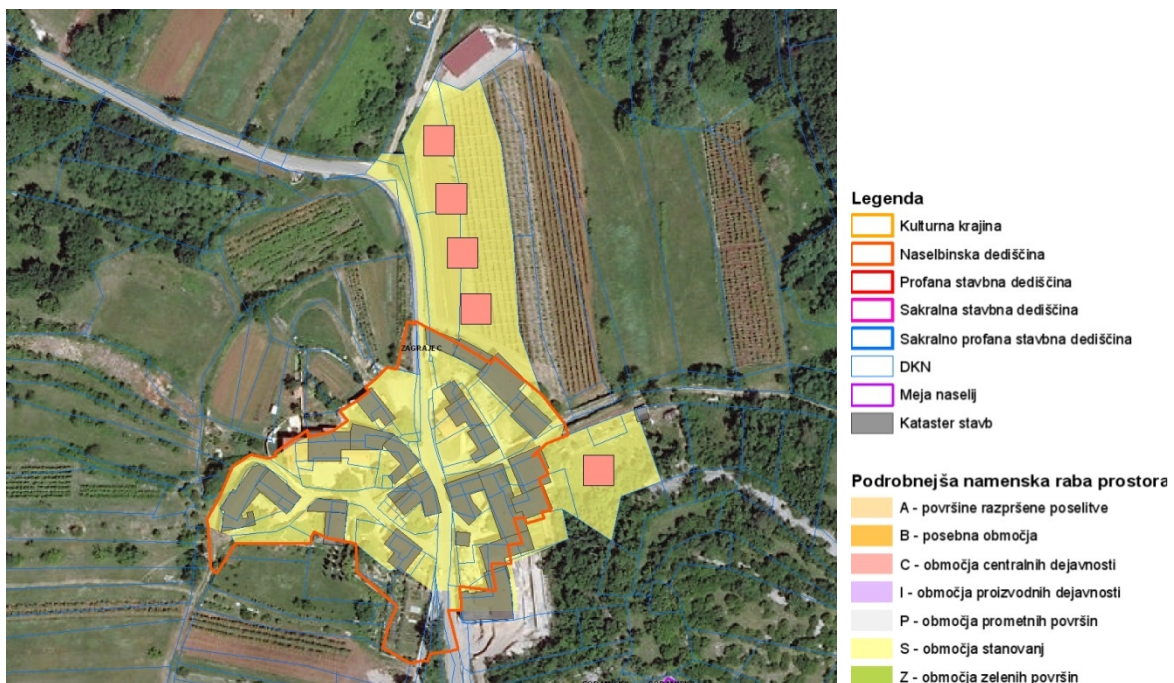 ZAGRAJEC
Legenda
Kulturna krajina
Naselbinska dediščina
Profana stavbna dediščina
Sakralna stavbna dediščina
Sakralno profana stavbna dediščina
DKN
Meja naselij
Kataster stavb
Podrobnejša namenska raba prostora
A - površine razpršene poselitve
B - posebna območja
C - območja centralnih dejavnosti
I - območja proizvodnih dejavnosti
P - območja prometnih površin
S - območja stanovanj
Z - območja zelenih površin